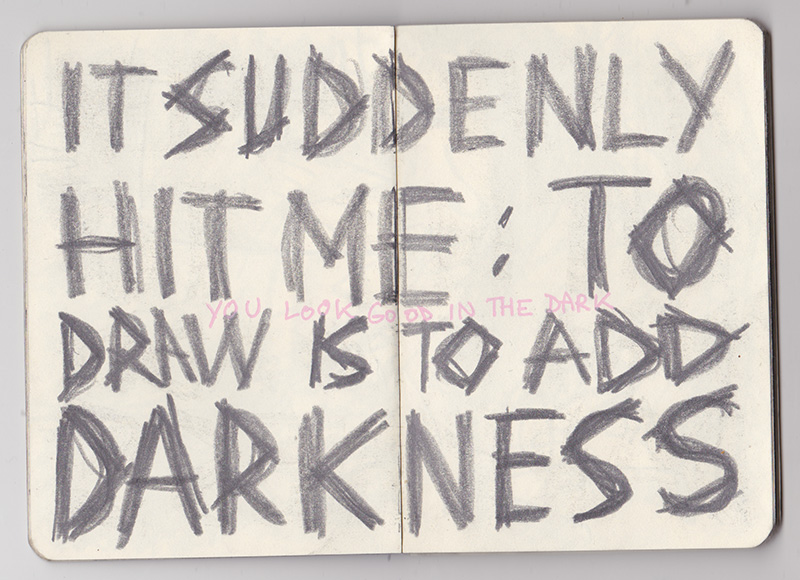 IT SUDDENLY
HIT ME: TO
YOU LOOK GOOD IN THE DARK
DRAW IS TO ADD
DARKNESS